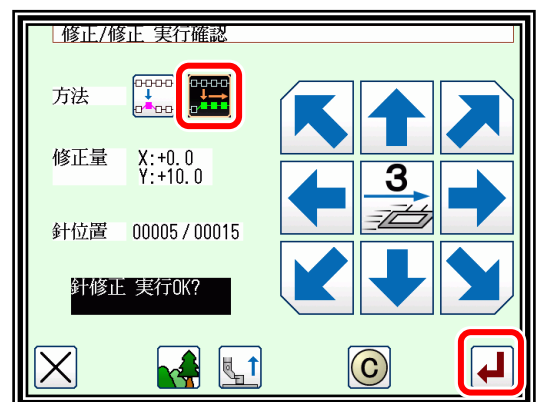 修正/修正 実行確認
方法
修正量 X:+0.0
Y:+10.0
3
針位置 00005/00015
針修正 実行OK?
C